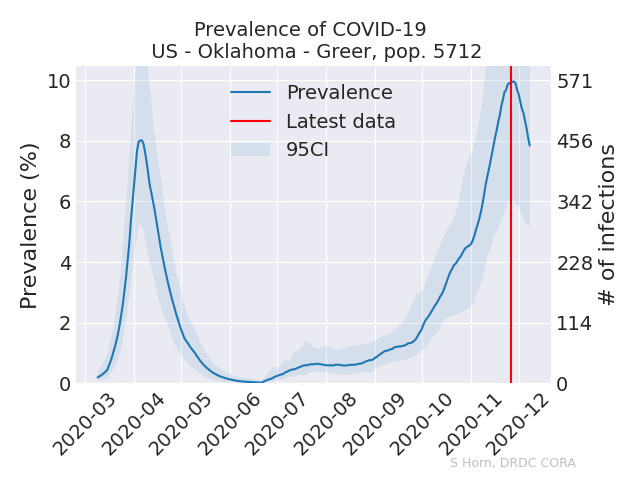 Prevalence of COVID-19
US - Oklahoma - Greer, pop. 5712
Prevalence
Latest data
95CI
Prevalence (%)
10
8
6
4
2
0
571
456
342
228
114
0
# of infections
2020-03
2020-04
2020-05
2020-06
2020-07
2020-08
2020-09
2020-10
2020-11
2020-12
S Horn, DRDC CORA